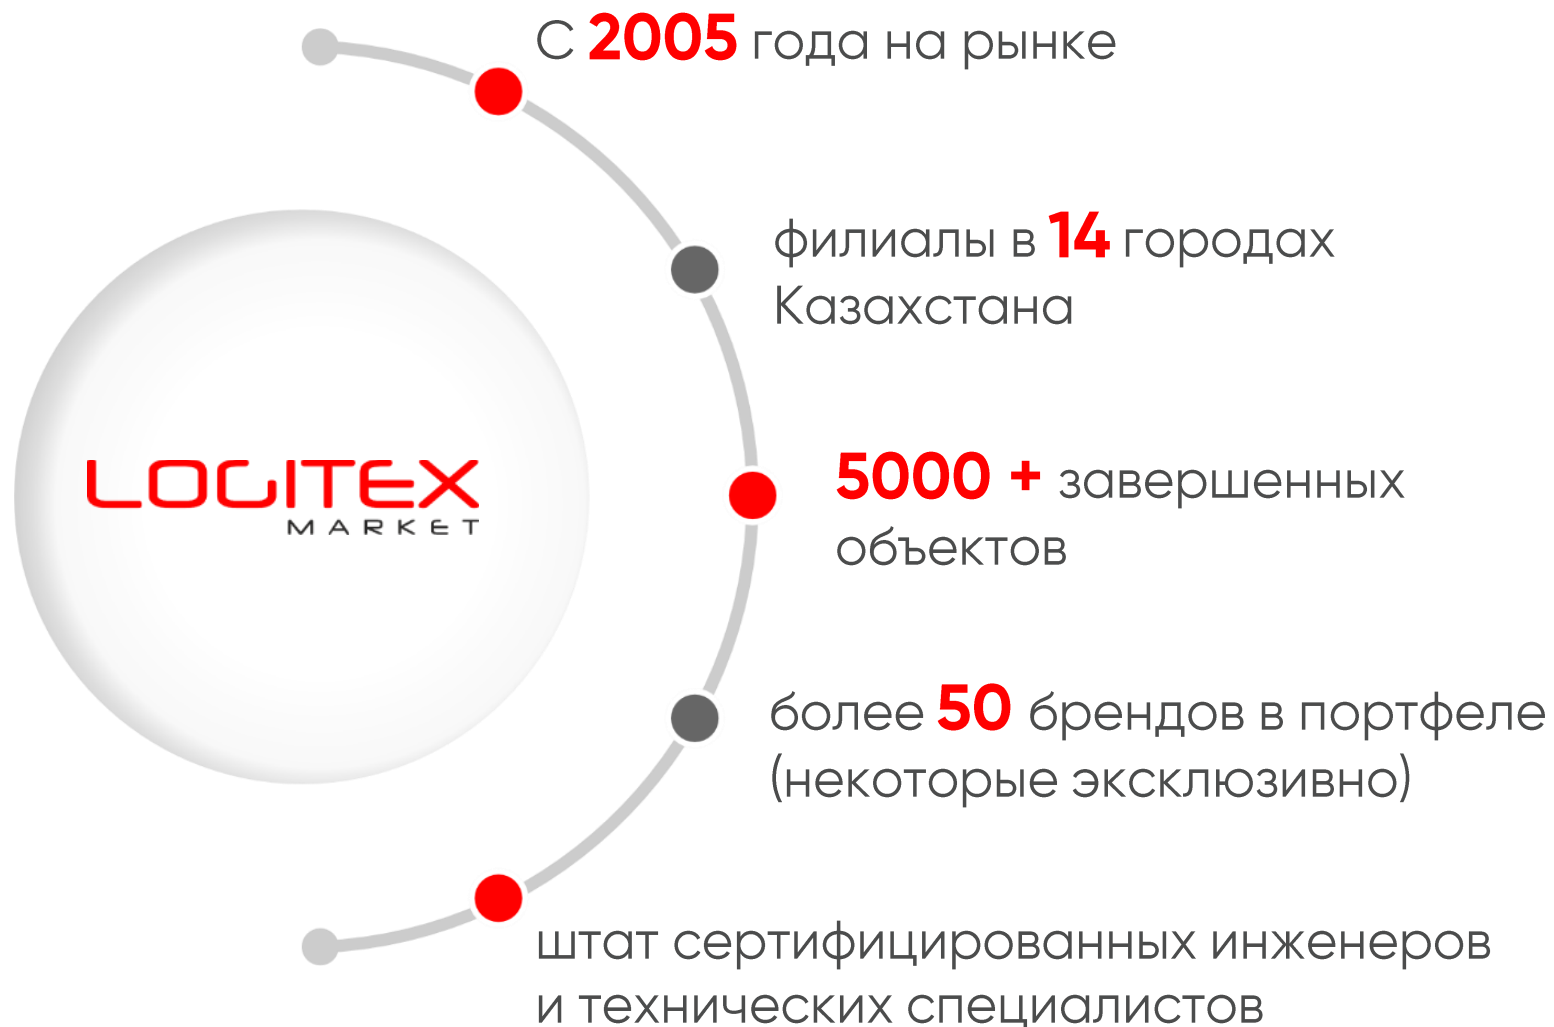 LOGITEX
MARKET
С 2005 года на рынке
филиалы в 14 городах
Казахстана
5000 + завершенных
объектов
более 50 брендов в портфеле
(некоторые эксклюзивно)
штат сертифицированных инженеров
и технических специалистов